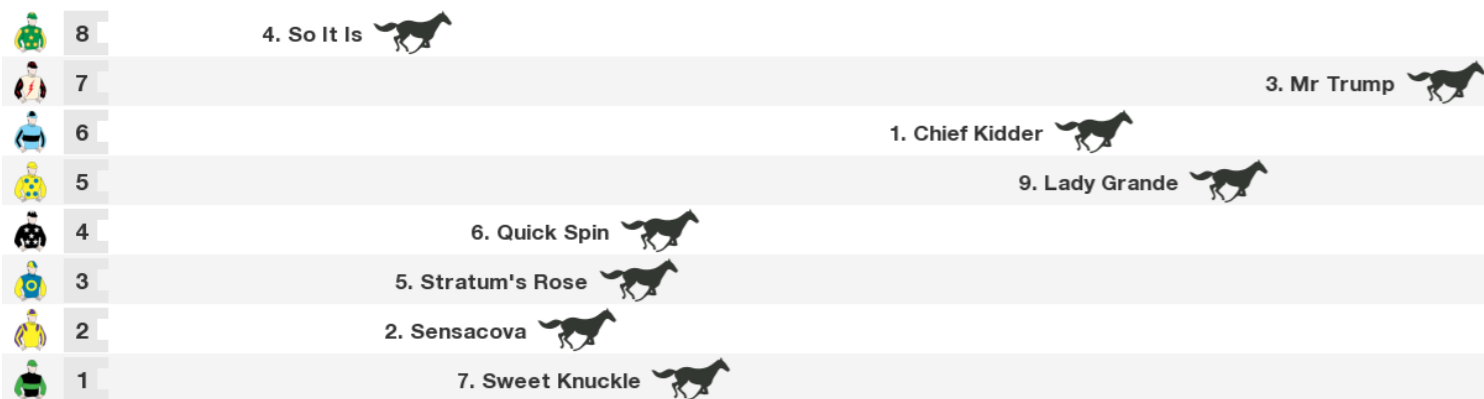 8 4. So It Is
7 3. Mr Trump
6 1. Chief Kidder
5 9. Lady Grande
4 6. Quick Spin
3 5. Stratum's Rose
2 2. Sensacova
1 7. Sweet Knuckle